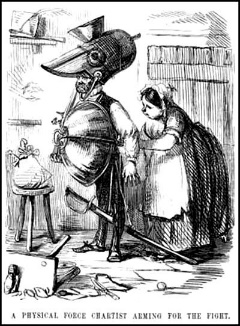 A PHYSICAL FORCE CHARTIST ARMING FOR THE FIGHT.